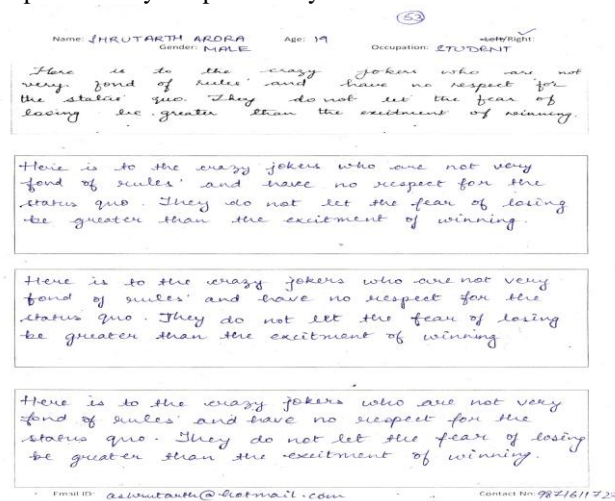 53
Name: SHRUTARTH ARORA Age: 19 Left/Right:
Gender: MALE Occupation: STUDENT
Here is to the crazy jokers who are not
very fond of rules' and have no respect for
the status quo. They do not let the fear of
losing be greater than the excitment of winning.
Here is to the crazy jokers who are not very
fond of rules' and have no respect for the
status quo. They do not let the fear of losing
be greater than the excitment of winning.
Here is to the crazy jokers who are not very
fond of rules' and have no respect for the
status quo. They do not let the fear of losing
be greater than the excitment of winning
Here is to the crazy jokers who are not very
fond of rules' and have no respect for the
status quo. They do not let the fear of losing
be greater than the excitment of winning.
Email ID: ashrutarth@hotmail.com Contact No: